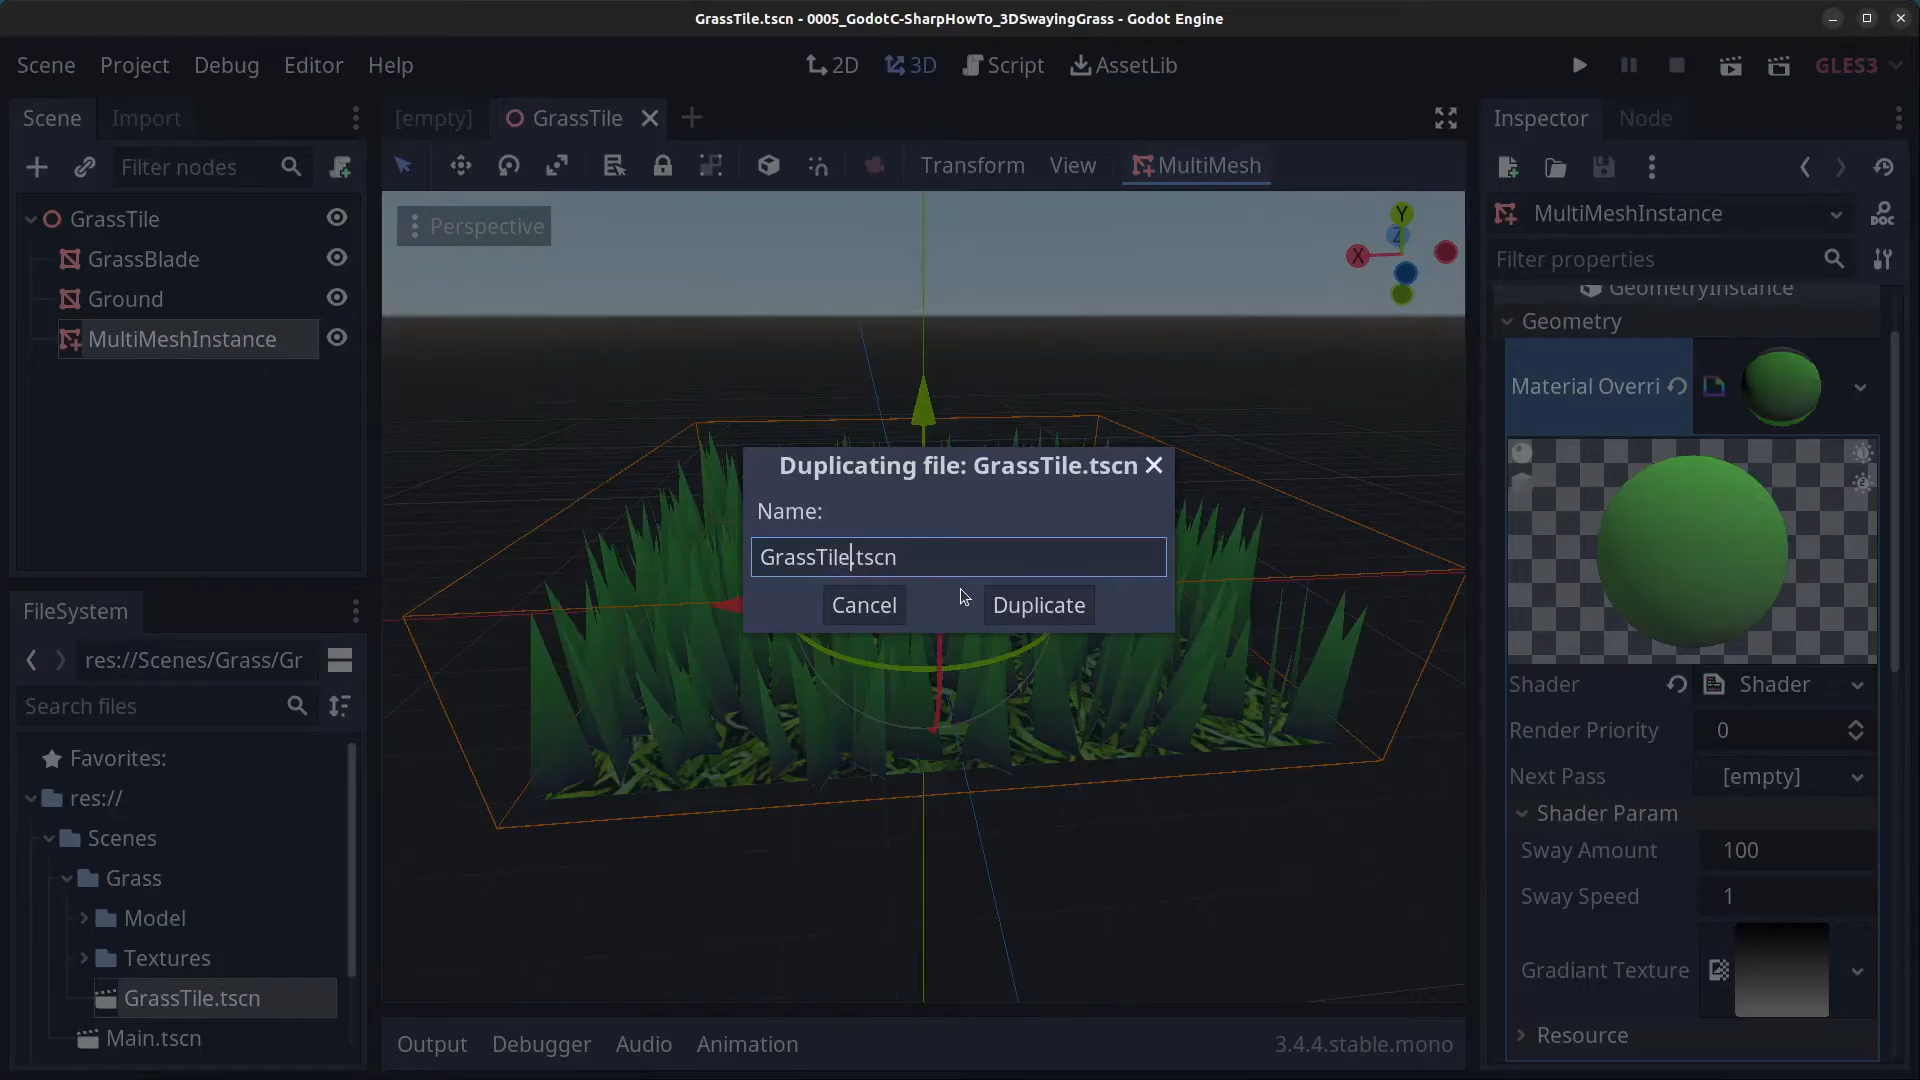 GrassTile.tscn - 0005_GodotC-SharpHowTo_3DSwayingGrass - Godot Engine
Scene Project Debug Editor Help
2D 3D Script AssetLib
GLES3
Scene Import
Filter nodes
GrassTile
GrassBlade
Ground
MultiMeshInstance
FileSystem
res://Scenes/Grass/Gr
Search files
Favorites:
res://
Scenes
Grass
Model
Textures
GrassTile.tscn
Main.tscn
[empty] GrassTile
Transform View MultiMesh
Perspective
Y
Z
X
Duplicating file: GrassTile.tscn
Name:
GrassTile.tscn
Cancel Duplicate
Output Debugger Audio Animation 3.4.4.stable.mono
Inspector Node
MultiMeshInstance
DOC
Filter properties
GeometryInstance
Geometry
Material Overri
Shader Shader
Render Priority 0
Next Pass [empty]
Shader Param
Sway Amount 100
Sway Speed 1
Gradiant Texture
Resource